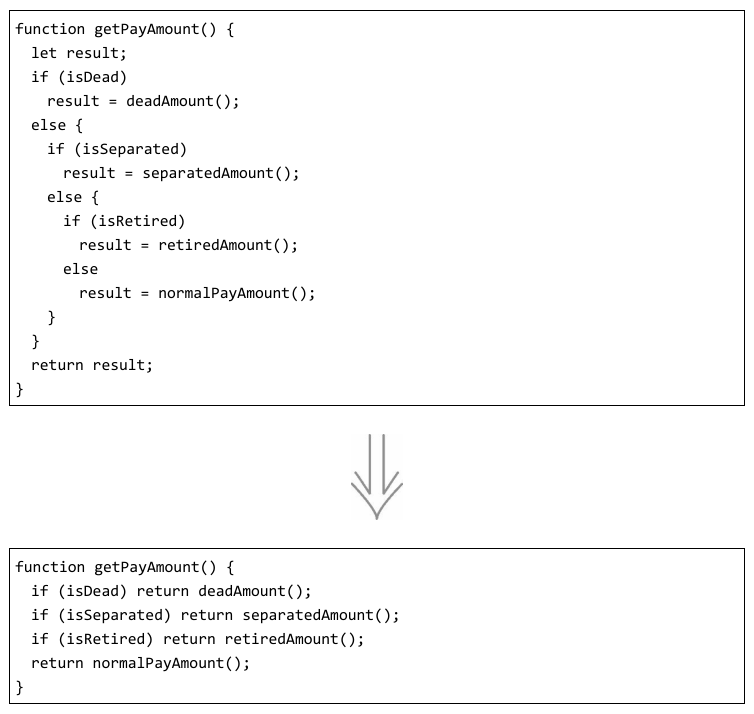 function getPayAmount() {
  let result;
  if (isDead)
    result = deadAmount();
  else {
    if (isSeparated)
      result = separatedAmount();
    else {
      if (isRetired)
        result = retiredAmount();
      else
        result = normalPayAmount();
    }
  }
  return result;
}
function getPayAmount() {
  if (isDead) return deadAmount();
  if (isSeparated) return separatedAmount();
  if (isRetired) return retiredAmount();
  return normalPayAmount();
}